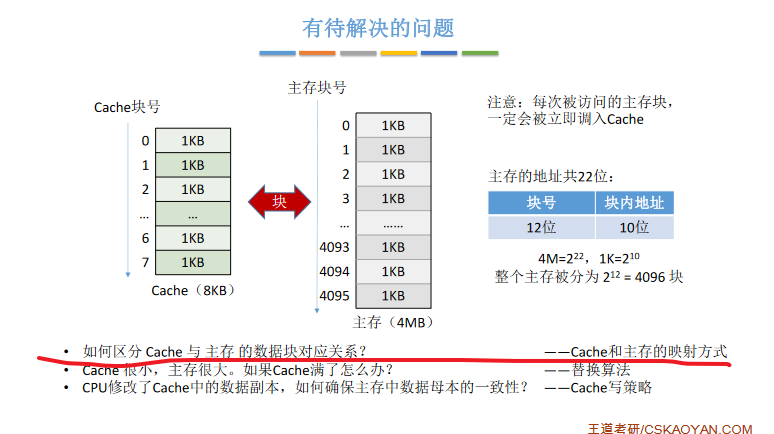 有待解决的问题
Cache块号
0 1KB
1 1KB
2 1KB
... ...
6 1KB
7 1KB
Cache（8KB）
块
主存块号
0 1KB
1 1KB
2 1KB
3 1KB
... ......
4093 1KB
4094 1KB
4095 1KB
主存（4MB）
注意：每次被访问的主存块，
一定会被立即调入Cache
主存的地址共22位：
块号 块内地址
12位 10位
4M=2²²，1K=2¹⁰
整个主存被分为 2¹² = 4096 块
• 如何区分 Cache 与 主存 的数据块对应关系？ ——Cache和主存的映射方式
• Cache 很小，主存很大。如果Cache满了怎么办？ ——替换算法
• CPU修改了Cache中的数据副本，如何确保主存中数据母本的一致性？ ——Cache写策略
王道考研/CSKAOYAN.COM